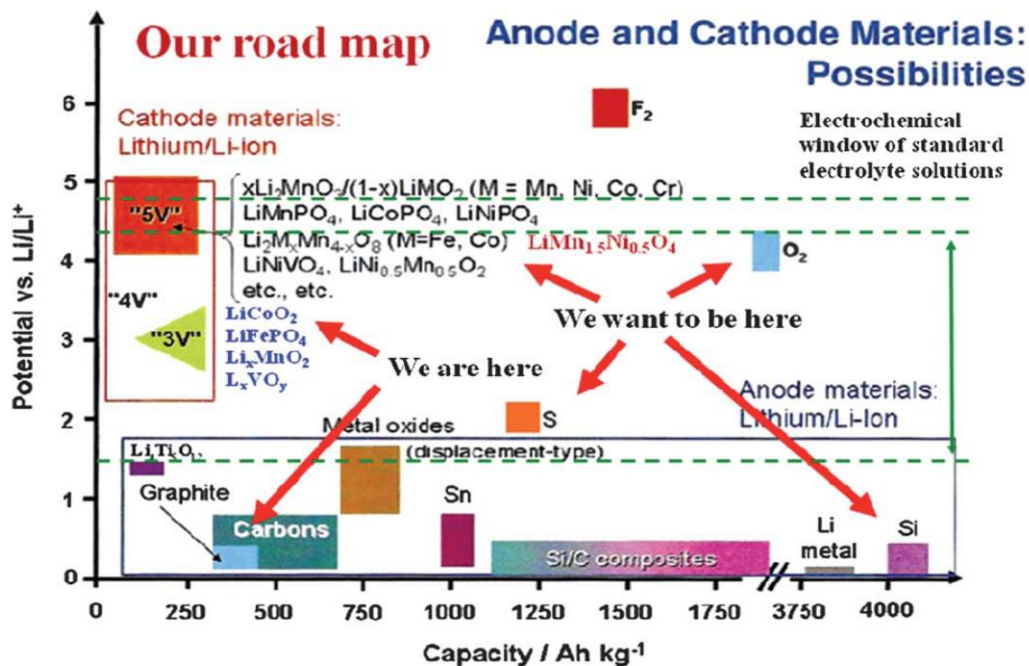 Our road map
Anode and Cathode Materials:
Possibilities
Potential vs. Li/Li⁺
6
5
4
3
2
1
0
Cathode materials:
Lithium/Li-ion
F₂
Electrochemical
window of standard
electrolyte solutions
"5V"
xLi₂MnO₂/(1-x)LiMO₂ (M = Mn, Ni, Co, Cr)
LiMnPO₄, LiCoPO₄, LiNiPO₄
Li₂MₓMn₄₋ₓO₈ (M=Fe, Co)
LiMn₁.₅Ni₀.₅O₄
LiNiVO₄, LiNi₀.₅Mn₀.₅O₂
etc., etc.
O₂
"4V"
"3V"
LiCoO₂
LiFePO₄
LiₓMnO₂
LₓVOᵧ
We want to be here
We are here
Anode materials:
Lithium/Li-Ion
S
Metal oxides
(displacement-type)
Graphite
Carbons
Sn
Si/C composites
Li
metal
Si
0 250 500 750 1000 1250 1500 1750 3750 4000
Capacity / Ah kg⁻¹